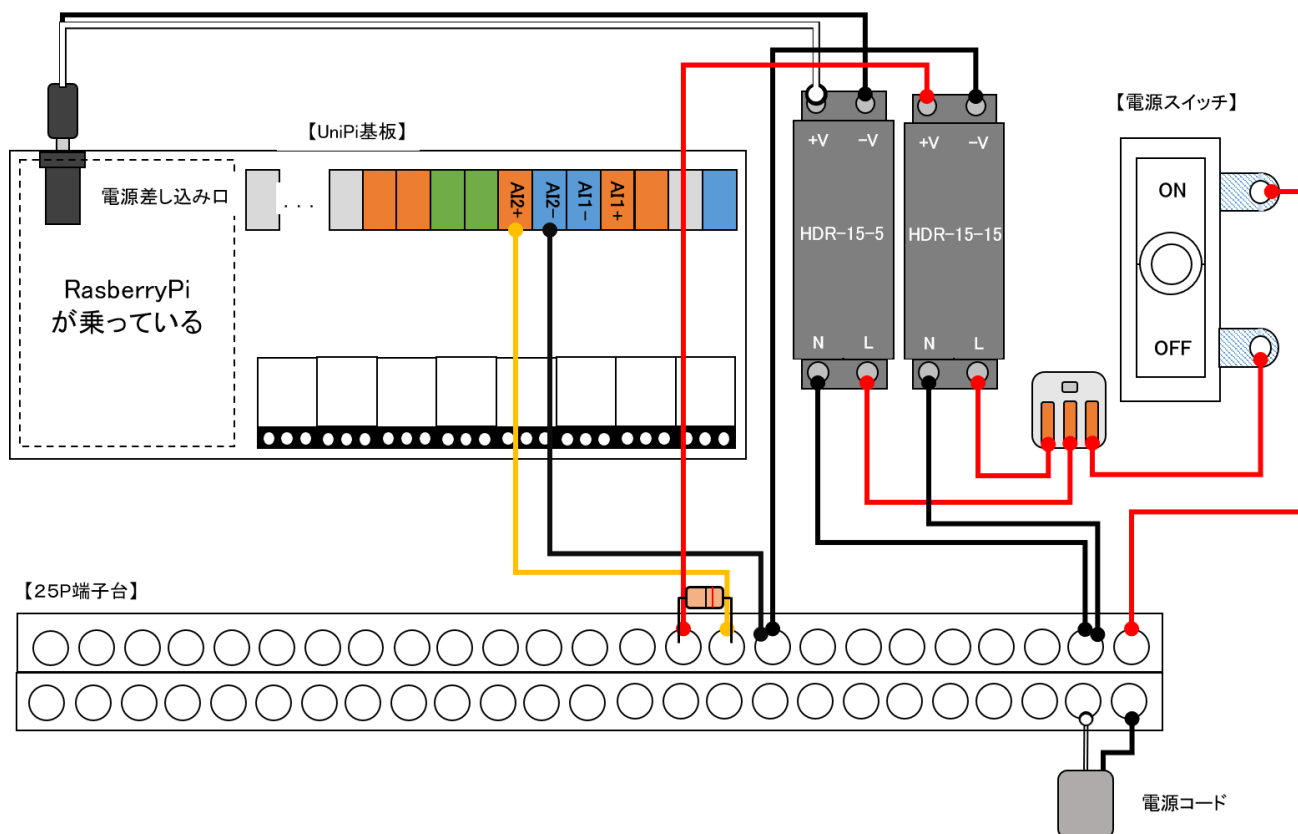 【UniPi基板】
電源差し込み口
. . .
AI2+
AI2-
AI1-
AI1+
RasberryPi
が乗っている
+V
-V
+V
-V
HDR-15-5
HDR-15-15
N
L
N
L
【電源スイッチ】
ON
OFF
【25P端子台】
電源コード